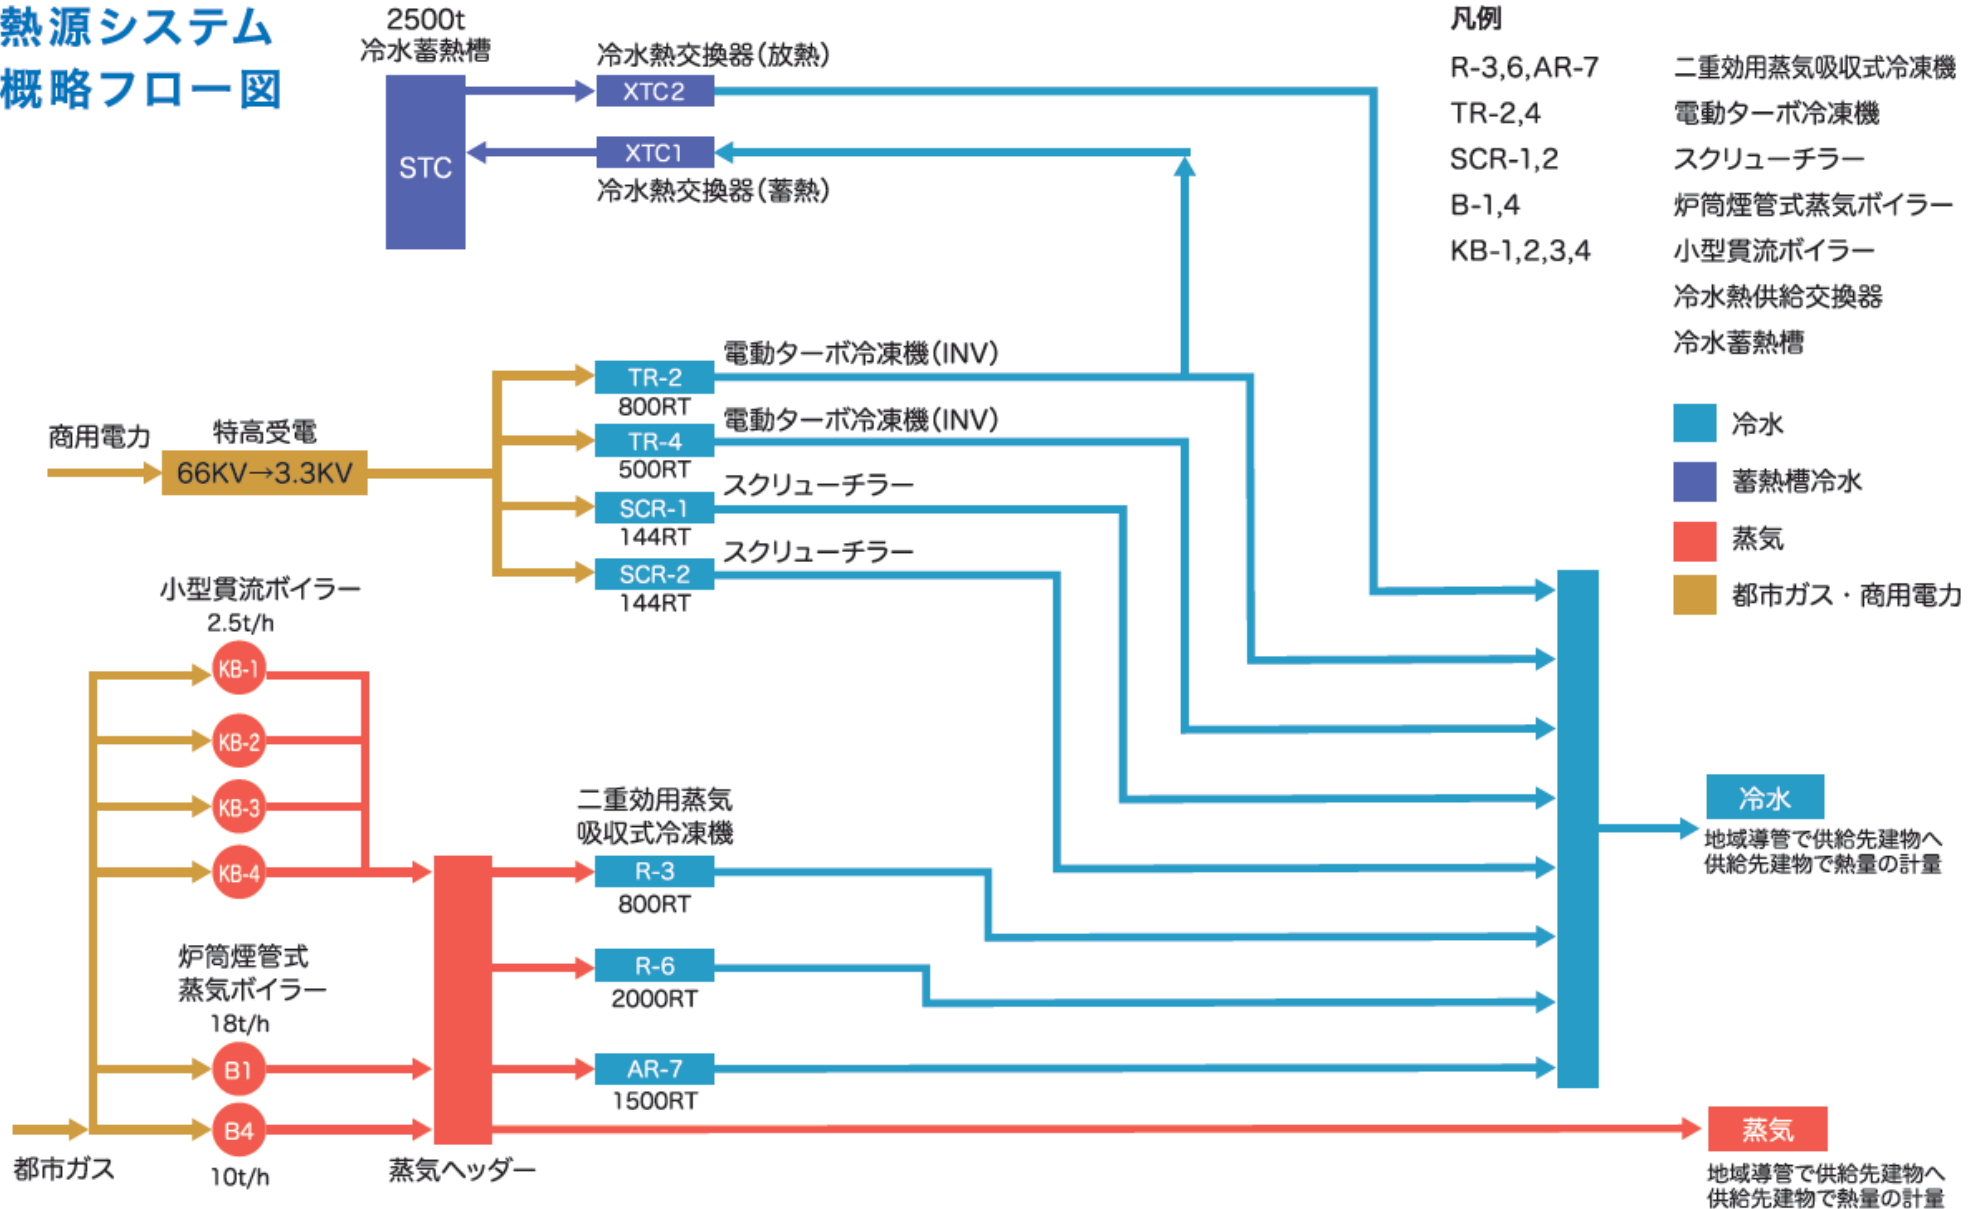 熱源システム
概略フロー図
2500t
冷水蓄熱槽
STC
冷水熱交換器(放熱)
XTC2
XTC1
冷水熱交換器(蓄熱)
凡例
R-3,6,AR-7 二重効用蒸気吸収式冷凍機
TR-2,4 電動ターボ冷凍機
SCR-1,2 スクリューチラー
B-1,4 炉筒煙管式蒸気ボイラー
KB-1,2,3,4 小型貫流ボイラー
冷水熱供給交換器
冷水蓄熱槽
冷水
蓄熱槽冷水
蒸気
都市ガス・商用電力
商用電力
特高受電
66KV→3.3KV
電動ターボ冷凍機(INV)
TR-2
800RT
電動ターボ冷凍機(INV)
TR-4
500RT
スクリューチラー
SCR-1
144RT
スクリューチラー
SCR-2
144RT
小型貫流ボイラー
2.5t/h
KB-1
KB-2
KB-3
KB-4
炉筒煙管式
蒸気ボイラー
18t/h
B1
B4
10t/h
都市ガス
蒸気ヘッダー
二重効用蒸気
吸収式冷凍機
R-3
800RT
R-6
2000RT
AR-7
1500RT
冷水
地域導管で供給先建物へ
供給先建物で熱量の計量
蒸気
地域導管で供給先建物へ
供給先建物で熱量の計量